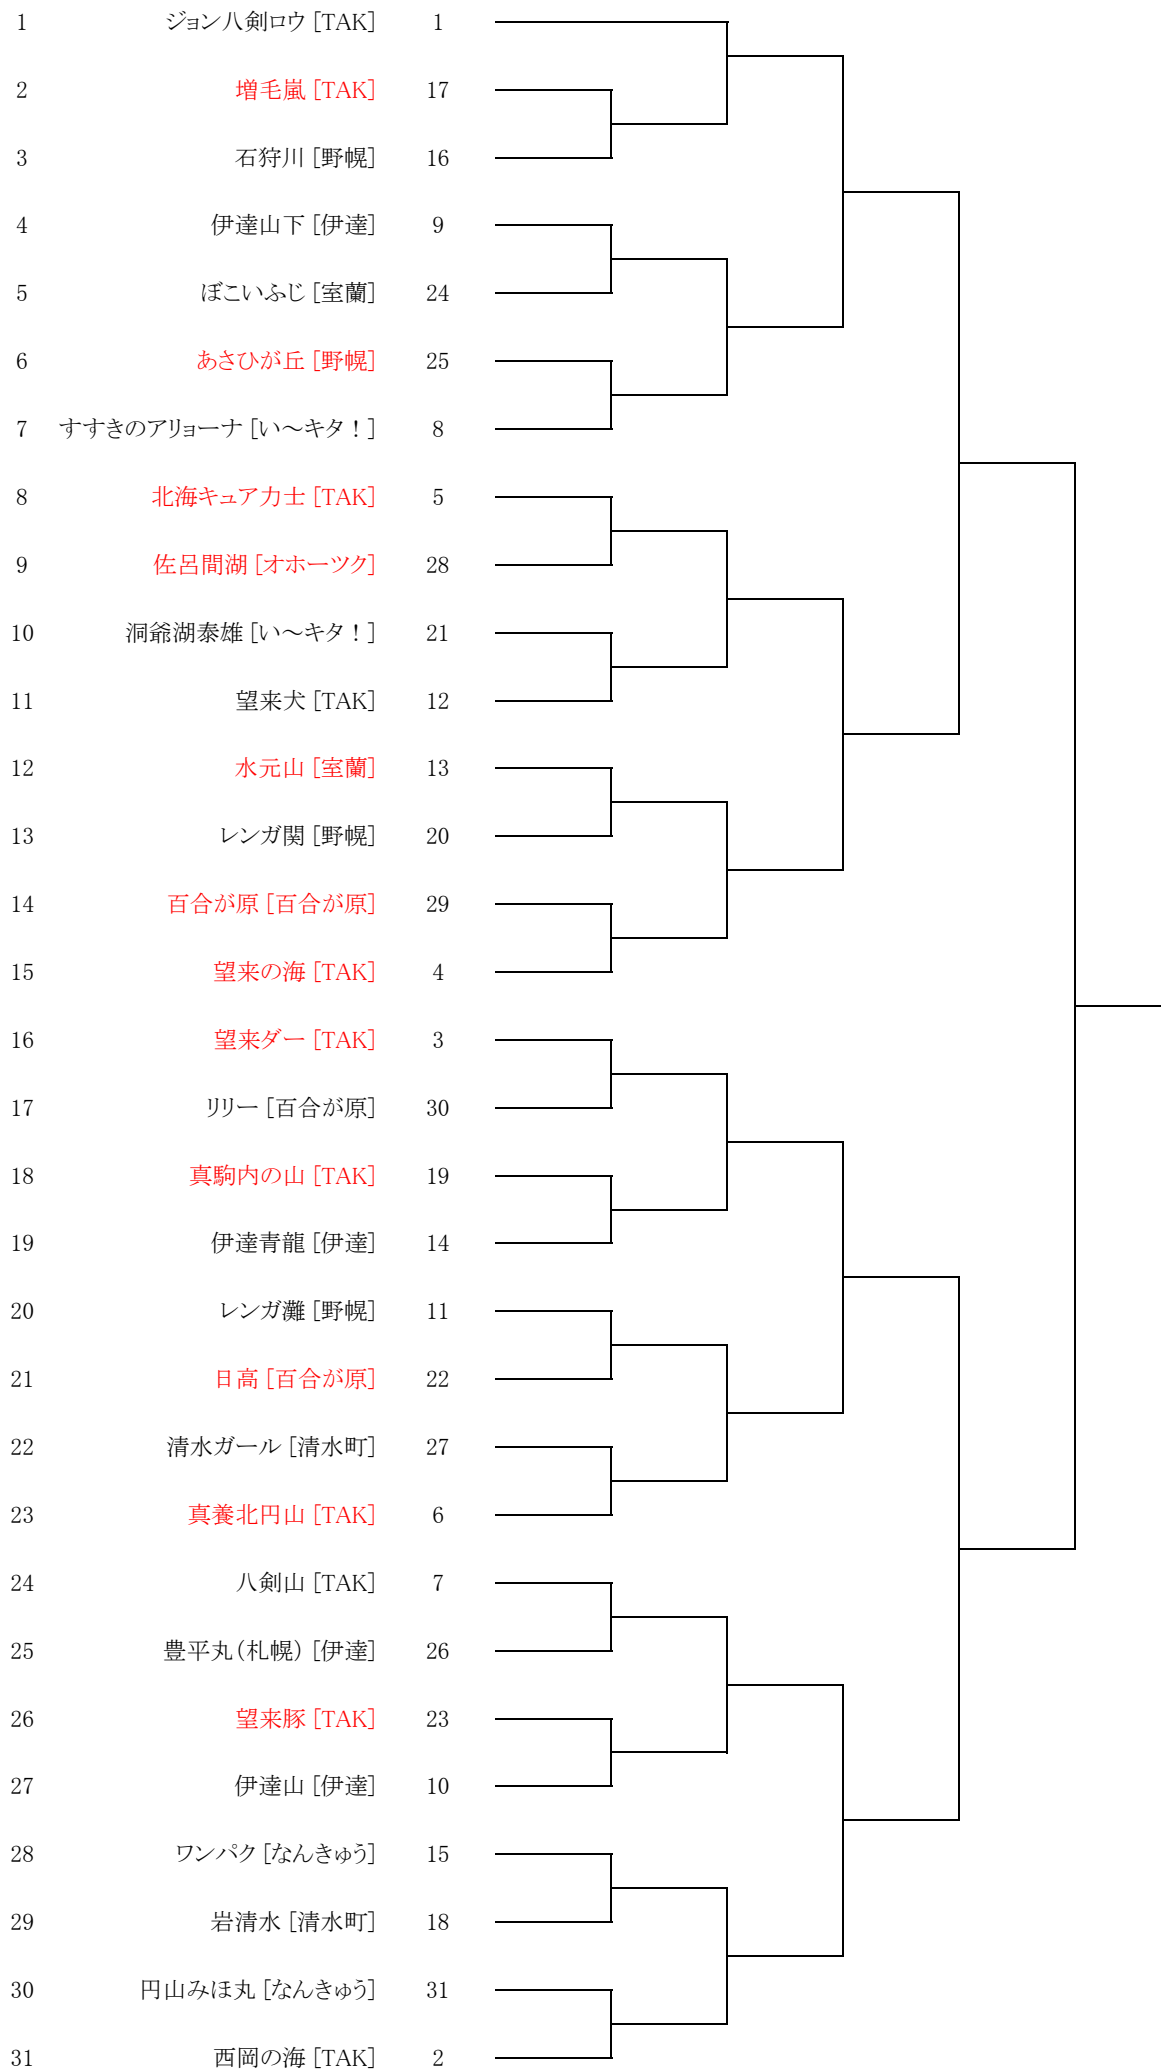 1 ジョン八剣ロウ [TAK] 1
2 増毛嵐 [TAK] 17
3 石狩川 [野幌] 16
4 伊達山下 [伊達] 9
5 ぼこいふじ [室蘭] 24
6 あさひが丘 [野幌] 25
7 すすきのアリョーナ [い～キタ！] 8
8 北海キュア力士 [TAK] 5
9 佐呂間湖 [オホーツク] 28
10 洞爺湖泰雄 [い～キタ！] 21
11 望来犬 [TAK] 12
12 水元山 [室蘭] 13
13 レンガ関 [野幌] 20
14 百合が原 [百合が原] 29
15 望来の海 [TAK] 4
16 望来ダー [TAK] 3
17 リリー [百合が原] 30
18 真駒内の山 [TAK] 19
19 伊達青龍 [伊達] 14
20 レンガ灘 [野幌] 11
21 日高 [百合が原] 22
22 清水ガール [清水町] 27
23 真養北円山 [TAK] 6
24 八剣山 [TAK] 7
25 豊平丸（札幌） [伊達] 26
26 望来豚 [TAK] 23
27 伊達山 [伊達] 10
28 ワンパク [なんきゅう] 15
29 岩清水 [清水町] 18
30 円山みほ丸 [なんきゅう] 31
31 西岡の海 [TAK] 2